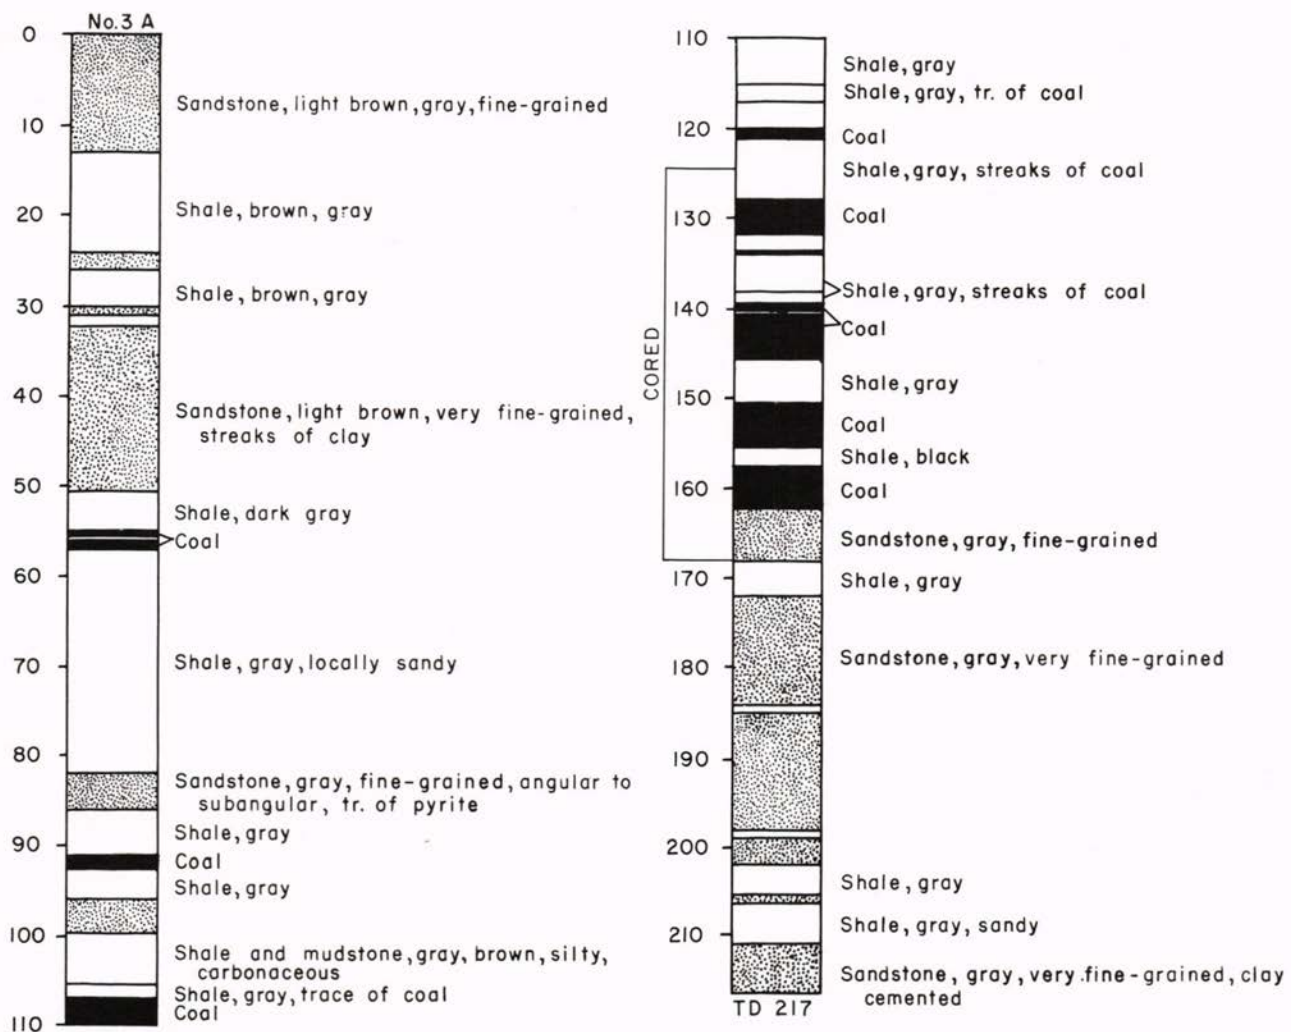 No.3 A
0
Sandstone, light brown, gray, fine-grained
10
Shale, brown, gray
20
Shale, brown, gray
30
40
Sandstone, light brown, very fine-grained,
streaks of clay
50
Shale, dark gray
Coal
60
Shale, gray, locally sandy
70
80
Sandstone, gray, fine-grained, angular to
subangular, tr. of pyrite
Shale, gray
90
Coal
Shale, gray
100
Shale and mudstone, gray, brown, silty,
carbonaceous
Shale, gray, trace of coal
Coal
110
110
Shale, gray
Shale, gray, tr. of coal
120
Coal
Shale, gray, streaks of coal
Coal
130
Shale, gray, streaks of coal
140
Coal
CORED
Shale, gray
150
Coal
Shale, black
160
Coal
Sandstone, gray, fine-grained
170
Shale, gray
Sandstone, gray, very fine-grained
180
190
200
Shale, gray
Shale, gray, sandy
210
Sandstone, gray, very fine-grained, clay
cemented
TD 217